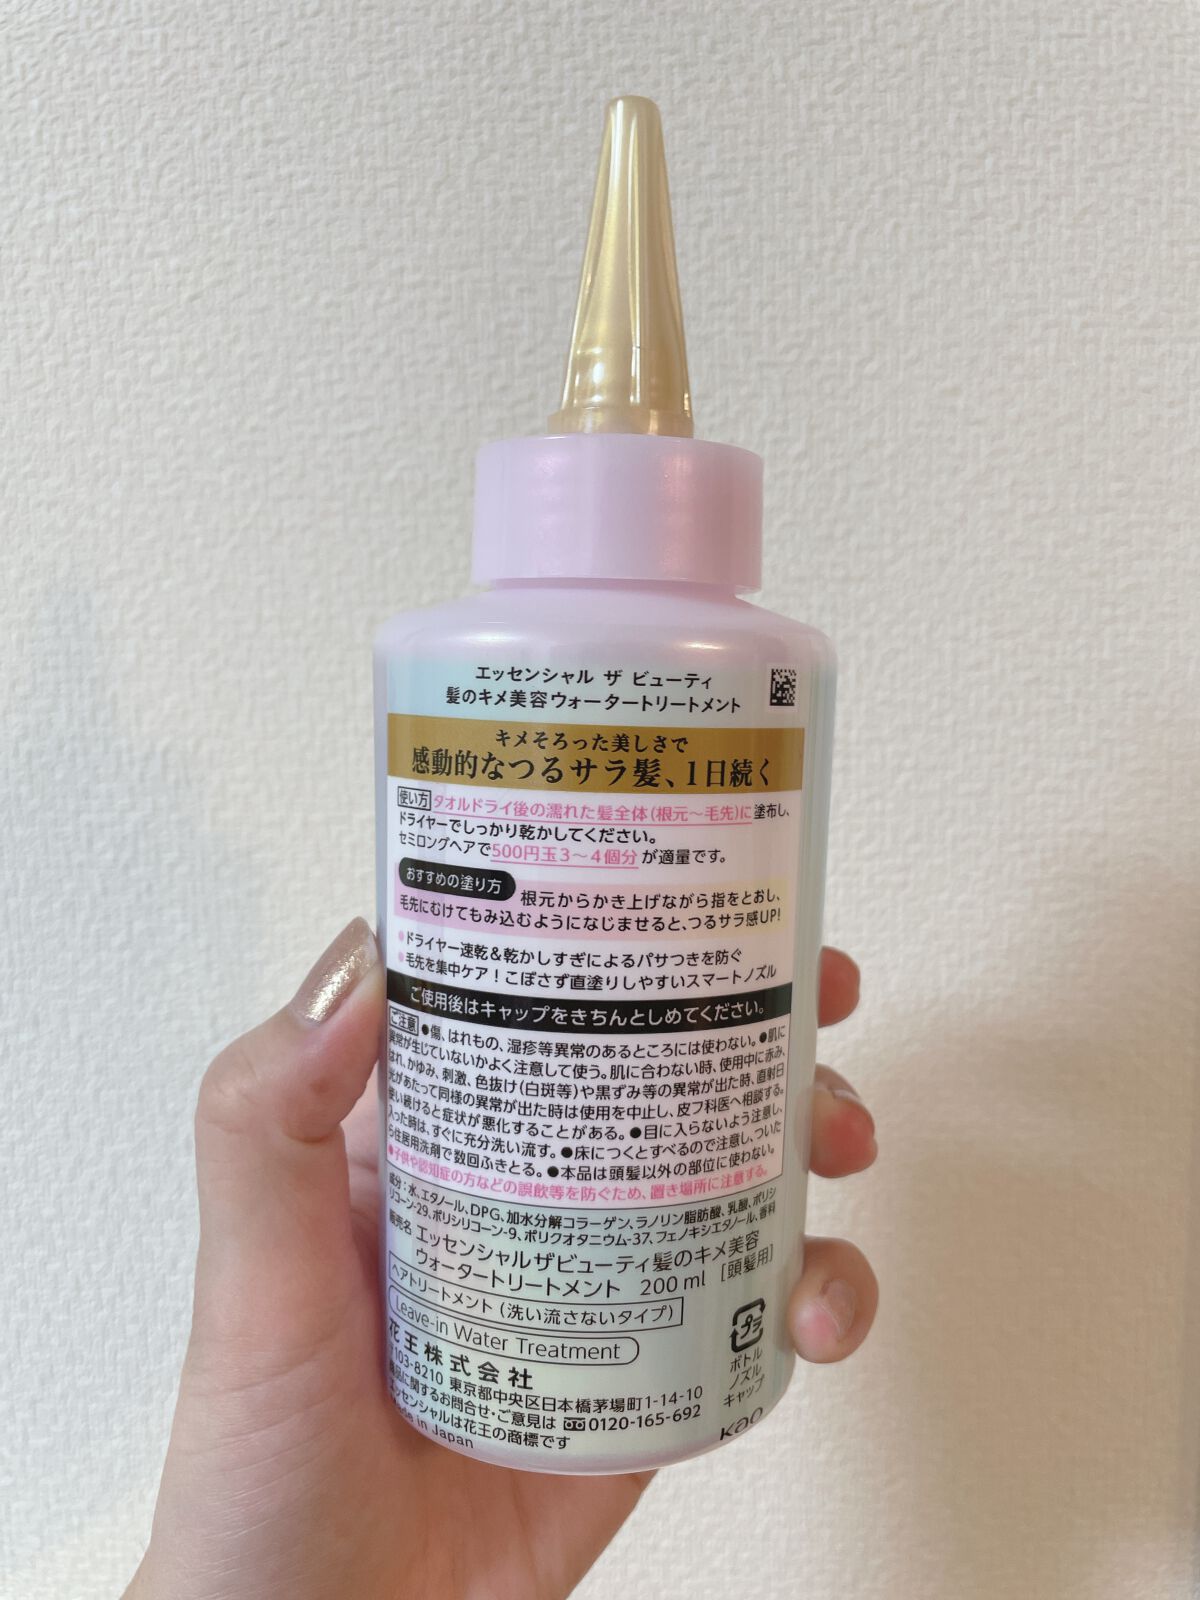 エッセンシャル ザ ビューティ
髪のキメ美容ウォータートリートメント
キメそろった美しさで
感動的なつるサラ髪、1日続く
使い方 タオルドライ後の濡れた髪全体(根元〜毛先)に塗布し、
ドライヤーでしっかり乾かしてください。
セミロングヘアで500円玉3〜4個分が適量です。
おすすめの塗り方 根元からかき上げながら指をとおし、
毛先にむけてもみ込むようになじませると、つるサラ感UP!
●ドライヤー速乾&乾かしすぎによるパサつきを防ぐ
●毛先を集中ケア!こぼさず直塗りしやすいスマートノズル
ご使用後はキャップをきちんとしめてください。
ご注意 ●傷、はれもの、湿疹等異常のあるところには使わない。●肌に
異常が生じていないかよく注意して使う。肌に合わない時、使用中に赤み、
はれ、かゆみ、刺激、色抜け(白斑等)や黒ずみ等の異常が出た時、直射日
光があたって同様の異常が出た時は使用を中止し、皮フ科医へ相談する。
使い続けると症状が悪化することがある。●目に入らないよう注意し、
入った時は、すぐに充分洗い流す。●床につくとすべるので注意し、ついた
ら住居用洗剤で数回ふきとる。●本品は頭髪以外の部位に使わない。
●子供や認知症の方などの誤飲等を防ぐため、置き場所に注意する。
成分:水、エタノール、DPG、加水分解コラーゲン、ラノリン脂肪酸、乳酸、ポリシ
リコーン-29、ポリシリコーン-9、ポリクオタニウム-37、フェノキシエタノール、香料
販売名 エッセンシャルザビューティ髪のキメ美容
ウォータートリートメント 200ml [頭髪用]
ヘアトリートメント(洗い流さないタイプ)
Leave-in Water Treatment
花王株式会社
〒103-8210 東京都中央区日本橋茅場町1-14-10
商品に関するお問合せ・ご意見は 0120-165-692
エッセンシャルは花王の商標です
Made in Japan
プラ
ボトル
ノズル
キャップ
Kao